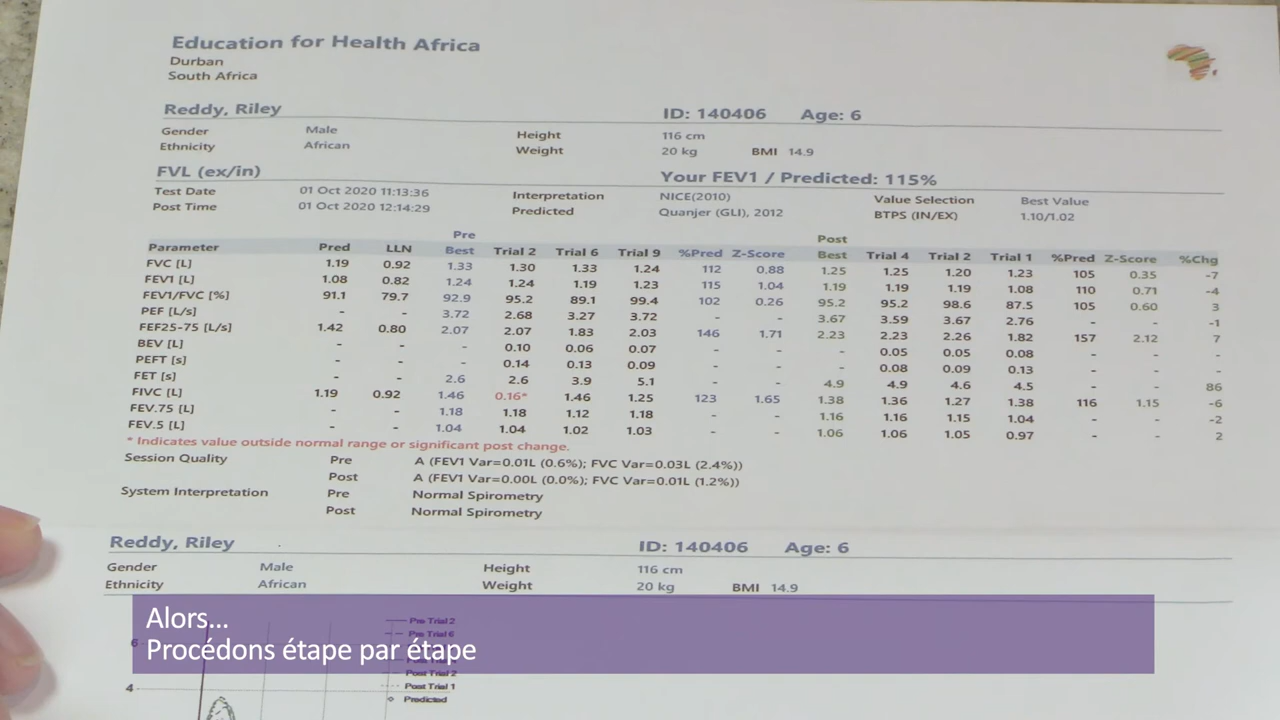 Education for Health Africa
Durban
South Africa
Reddy, Riley ID: 140406 Age: 6
Gender Male Height 116 cm
Ethnicity African Weight 20 kg BMI 14.9
FVL (ex/in) Your FEV1 / Predicted: 115%
Test Date 01 Oct 2020 11:13:36 Interpretation NICE(2010) Value Selection Best Value
Post Time 01 Oct 2020 12:14:29 Predicted Quanjer (GLI), 2012 BTPS (IN/EX) 1.10/1.02
Pre Post
Parameter Pred LLN Best Trial 2 Trial 6 Trial 9 %Pred Z-Score Best Trial 4 Trial 2 Trial 1 %Pred Z-Score %Chg
FVC [L] 1.19 0.92 1.33 1.30 1.33 1.24 112 0.88 1.25 1.25 1.20 1.23 105 0.35 -7
FEV1 [L] 1.08 0.82 1.24 1.24 1.19 1.23 115 1.04 1.19 1.19 1.19 1.08 110 0.71 -4
FEV1/FVC [%] 91.1 79.7 92.9 95.2 89.1 99.4 102 0.26 95.2 95.2 98.6 87.5 105 0.60 3
PEF [L/s] - - 3.72 2.68 3.27 3.72 - - 3.67 3.59 3.67 2.76 - - -1
FEF25-75 [L/s] 1.42 0.80 2.07 2.07 1.83 2.03 146 1.71 2.23 2.23 2.26 1.82 157 2.12 7
BEV [L] - - - 0.10 0.06 0.07 - - - 0.05 0.05 0.08 - - -
PEFT [s] - - - 0.14 0.13 0.09 - - - 0.08 0.09 0.13 - - -
FET [s] - - 2.6 2.6 3.9 5.1 - - 4.9 4.9 4.6 4.5 - - 86
FIVC [L] 1.19 0.92 1.46 0.16* 1.46 1.25 123 1.65 1.38 1.36 1.27 1.38 116 1.15 -6
FEV.75 [L] - - 1.18 1.18 1.12 1.18 - - 1.16 1.16 1.15 1.04 - - -2
FEV.5 [L] - - 1.04 1.04 1.02 1.03 - - 1.06 1.06 1.05 0.97 - - 2
* Indicates value outside normal range or significant post change.
Session Quality Pre A (FEV1 Var=0.01L (0.6%); FVC Var=0.03L (2.4%))
Post A (FEV1 Var=0.00L (0.0%); FVC Var=0.01L (1.2%))
System Interpretation Pre Normal Spirometry
Post Normal Spirometry
Reddy, Riley ID: 140406 Age: 6
Gender Male Height 116 cm
Ethnicity African Weight 20 kg BMI 14.9
Alors...
Procédons étape par étape
Pre Trial 2
6 Pre Trial 6
Post Trial 2
4 Post Trial 1
Predicted